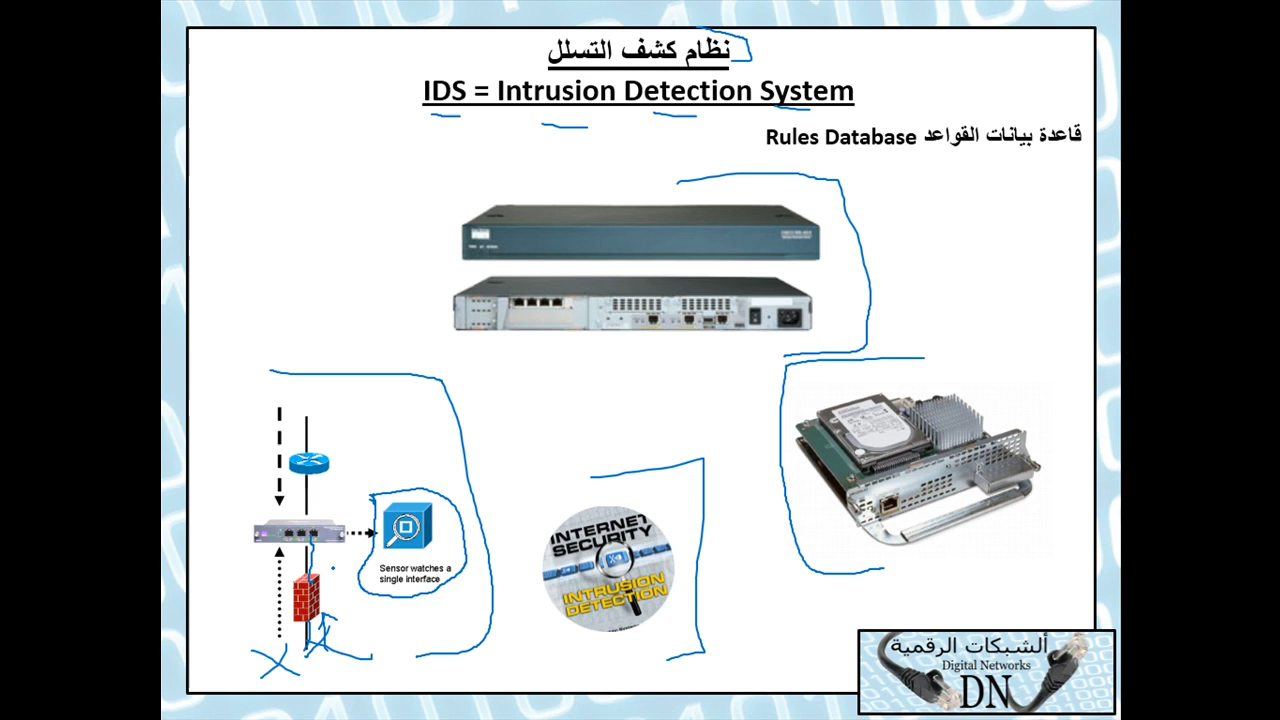 نظام كشف التسلل
IDS = Intrusion Detection System
قاعدة بيانات القواعد Rules Database
Sensor watches a
single interface
INTERNET
SECURITY
INTRUSION
DETECTION
ألشبكات الرقمية
Digital Networks
DN